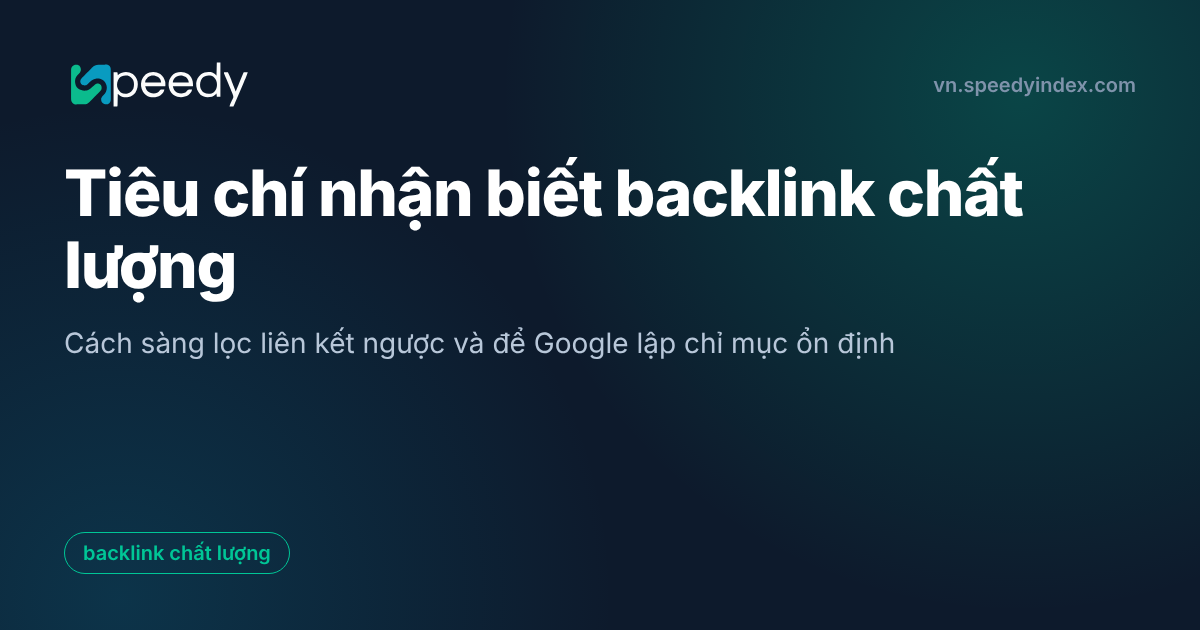 Speedy
vn.speedyindex.com
Tiêu chí nhận biết backlink chất
lượng
Cách sàng lọc liên kết ngược và để Google lập chỉ mục ổn định
backlink chất lượng